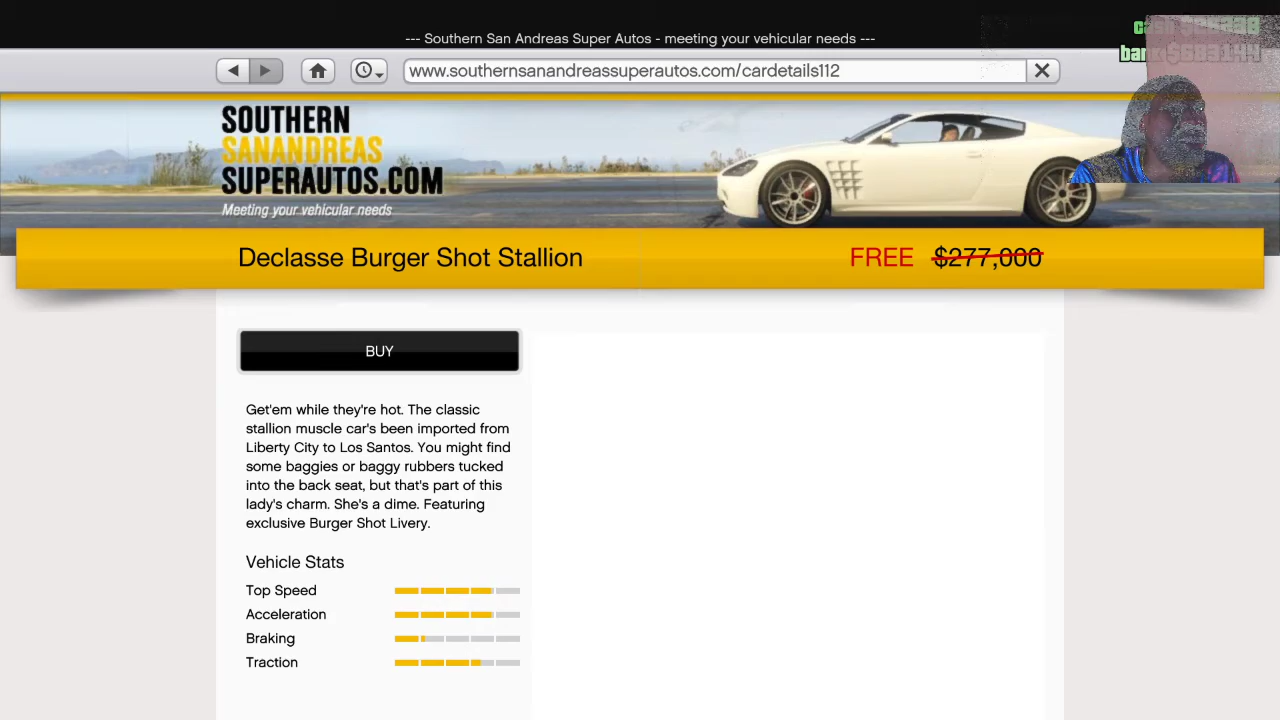 --- Southern San Andreas Super Autos - meeting your vehicular needs ---
www.southernsanandreassuperautos.com/cardetails112
SOUTHERN
SANANDREAS
SUPERAUTOS.COM
Meeting your vehicular needs
Declasse Burger Shot Stallion FREE $277,000
BUY
Get'em while they're hot. The classic
stallion muscle car's been imported from
Liberty City to Los Santos. You might find
some baggies or baggy rubbers tucked
into the back seat, but that's part of this
lady's charm. She's a dime. Featuring
exclusive Burger Shot Livery.
Vehicle Stats
Top Speed
Acceleration
Braking
Traction